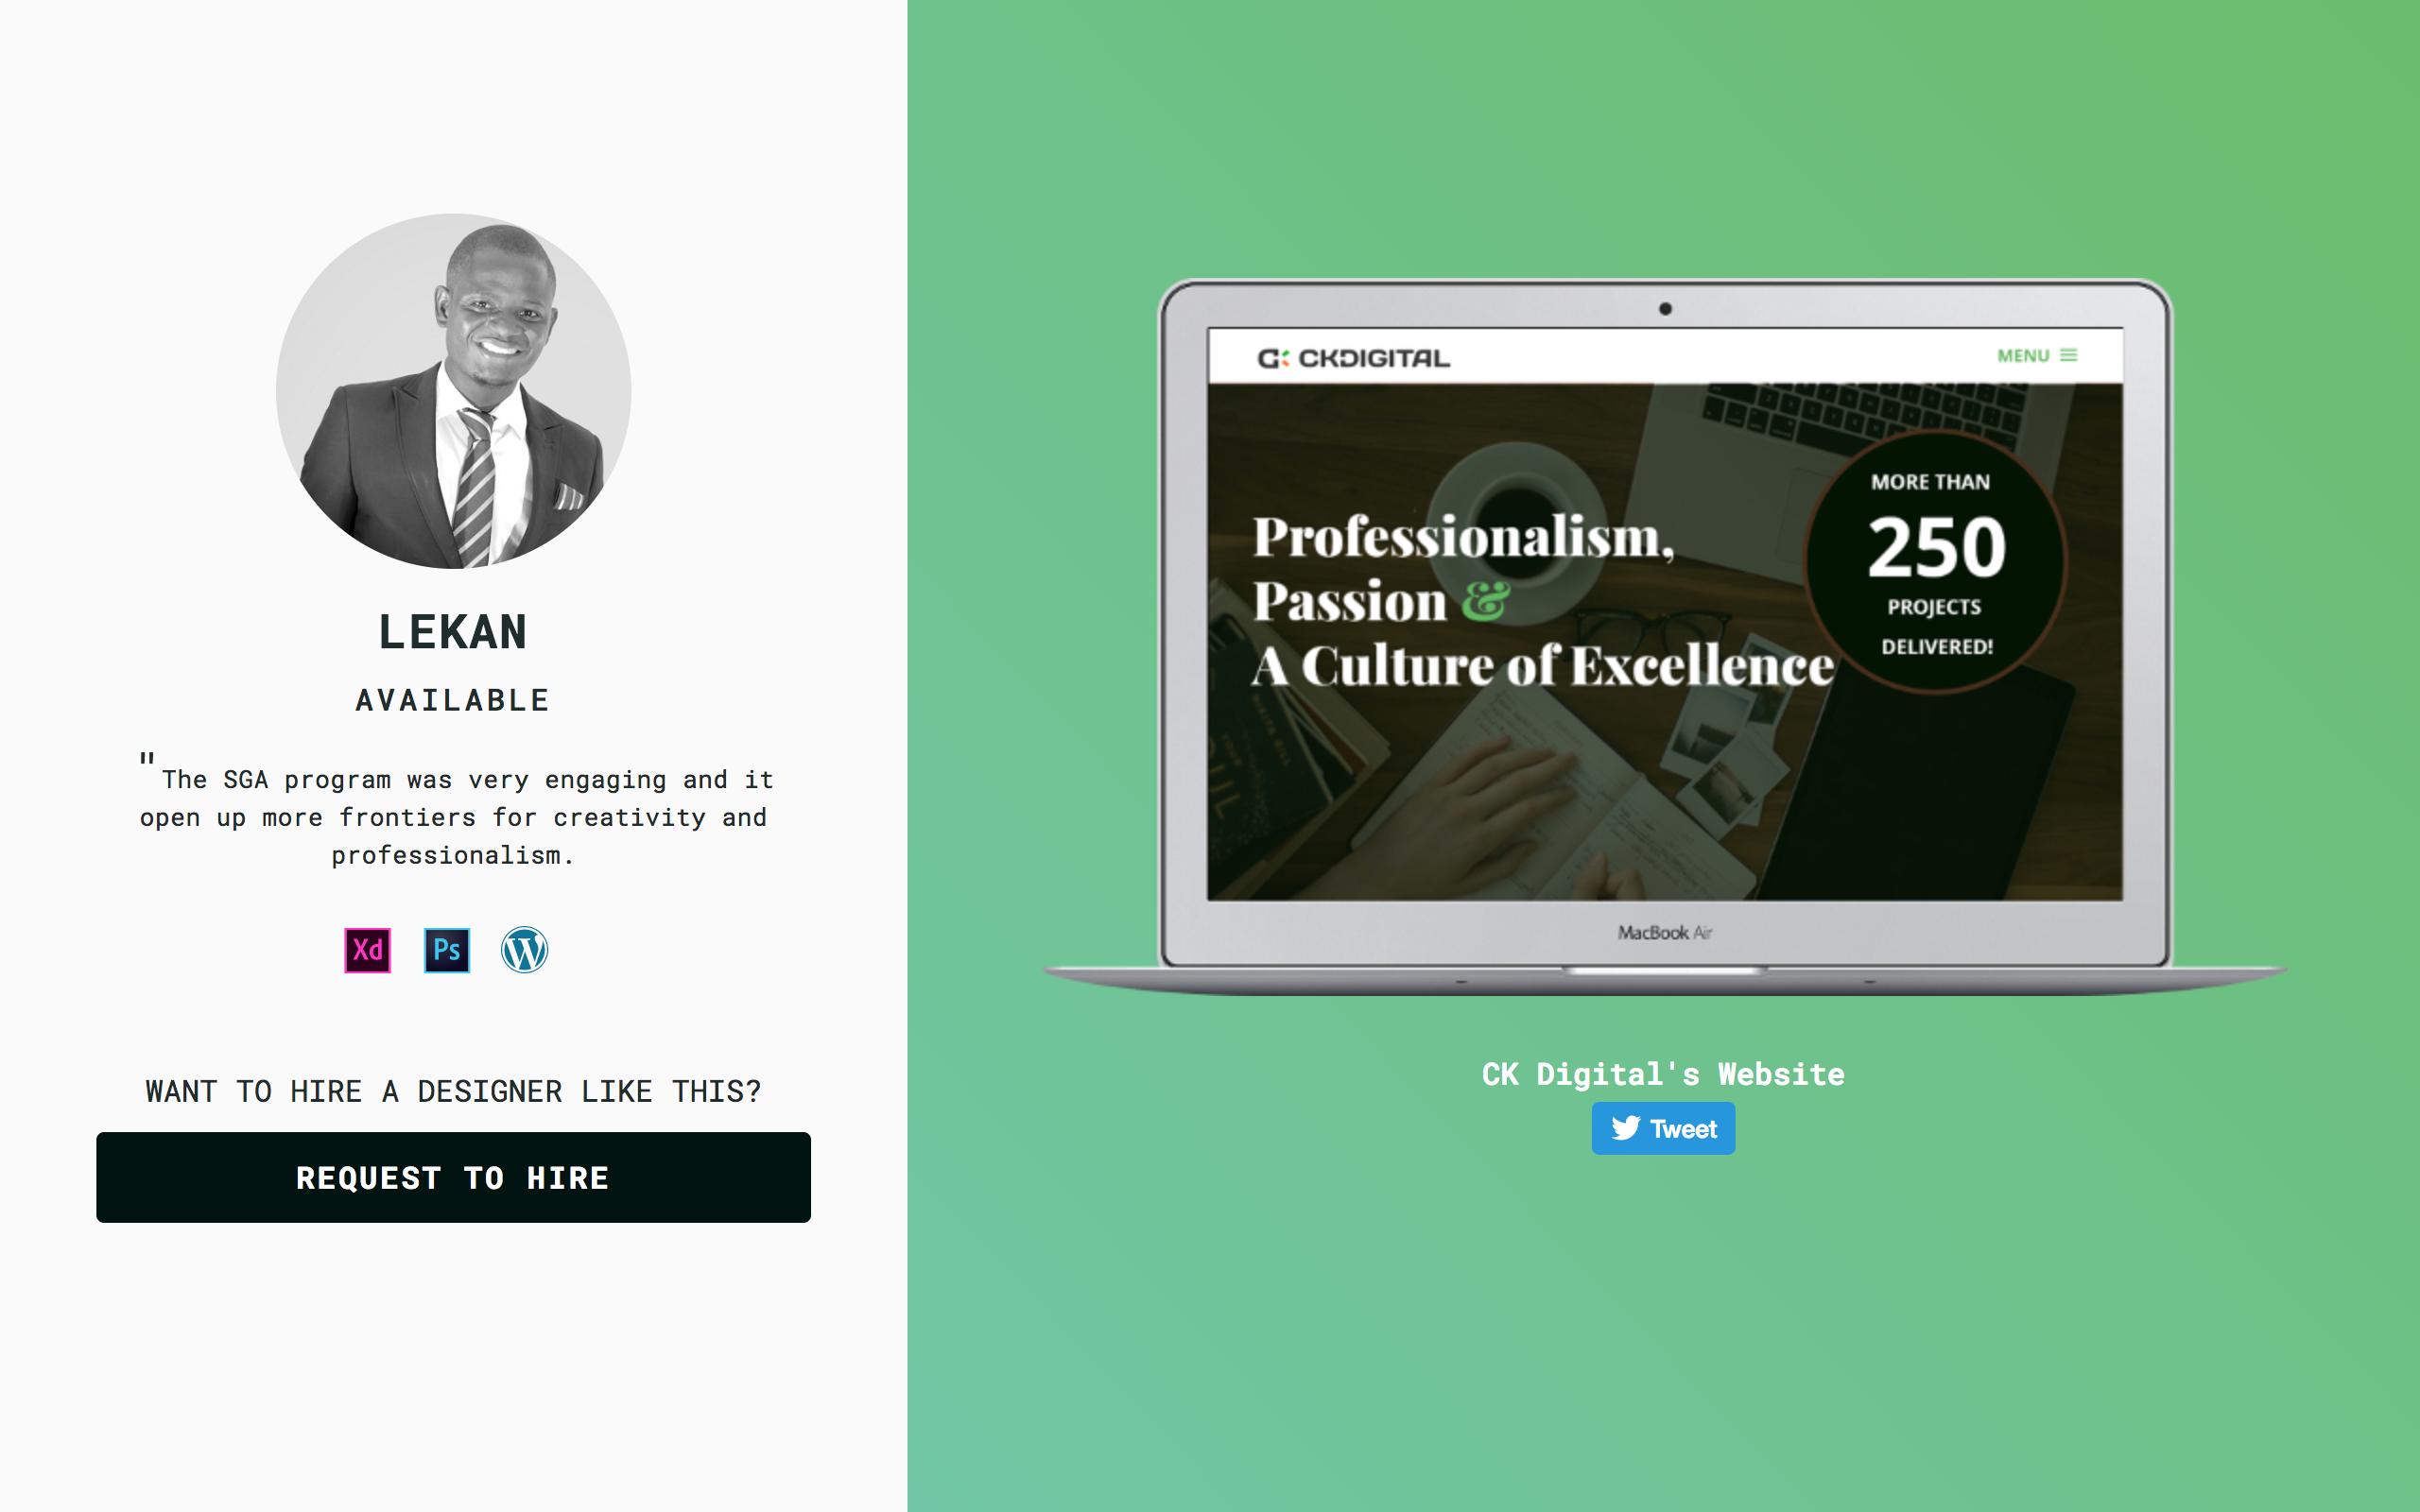 LEKAN
AVAILABLE
"The SGA program was very engaging and it
open up more frontiers for creativity and
professionalism.
Xd Ps W
WANT TO HIRE A DESIGNER LIKE THIS?
REQUEST TO HIRE
CKDIGITAL
MENU
Professionalism,
Passion &
A Culture of Excellence
MORE THAN
250
PROJECTS
DELIVERED!
MacBook Air
CK Digital's Website
Tweet